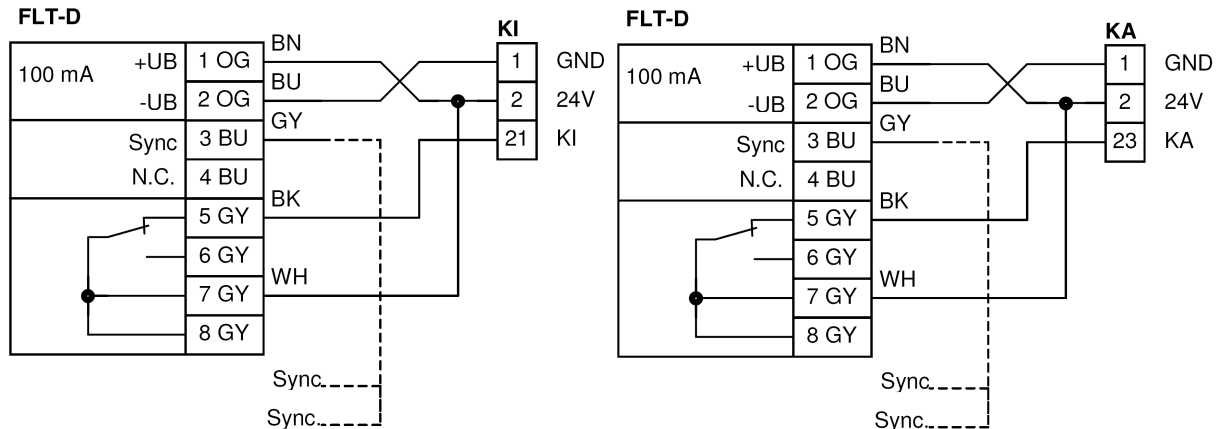 FLT-D
KI
100 mA
+UB
1 OG
BN
1
GND
-UB
2 OG
BU
2
24V
Sync
3 BU
GY
21
KI
N.C.
4 BU
5 GY
BK
6 GY
7 GY
WH
8 GY
Sync
Sync.
FLT-D
KA
100 mA
+UB
1 OG
BN
1
GND
-UB
2 OG
BU
2
24V
Sync
3 BU
GY
23
KA
N.C.
4 BU
5 GY
BK
6 GY
7 GY
WH
8 GY
Sync
Sync.